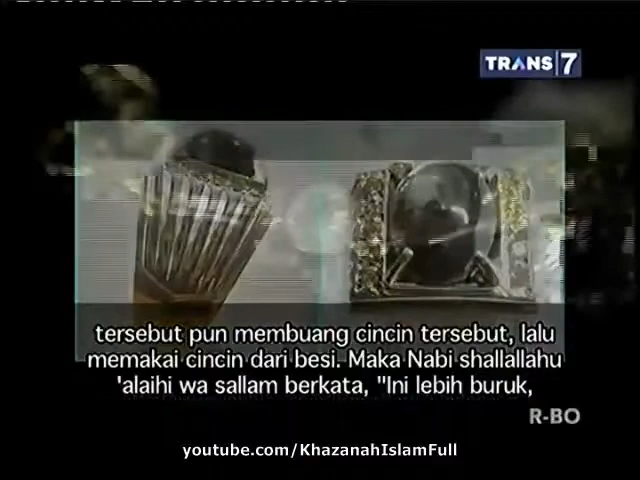 TRANS|7
tersebut pun membuang cincin tersebut, lalu
memakai cincin dari besi. Maka Nabi shallallahu
'alaihi wa sallam berkata, "Ini lebih buruk,
R-BO
youtube.com/KhazanahIslamFull